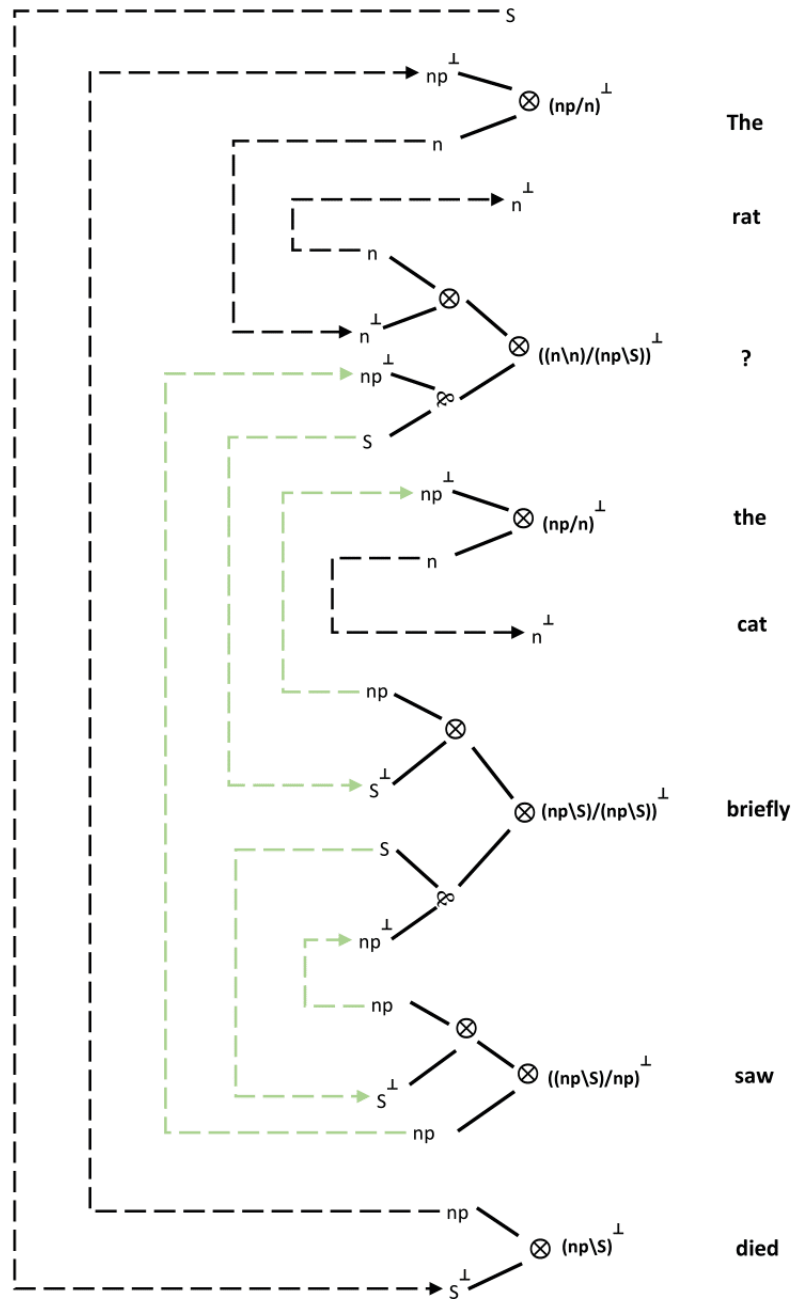 S
np⊥
⊗ (np/n)⊥
The
n
n⊥
rat
n
⊗
n⊥
⊗ ((n\n)/(np\S))⊥
?
np⊥
⅋
S
np⊥
⊗ (np/n)⊥
the
n
n⊥
cat
np
⊗
S⊥
⊗ (np\S)/(np\S))⊥
briefly
S
⅋
np⊥
np
⊗
⊗ ((np\S)/np)⊥
saw
S⊥
np
np
⊗ (np\S)⊥
died
S⊥